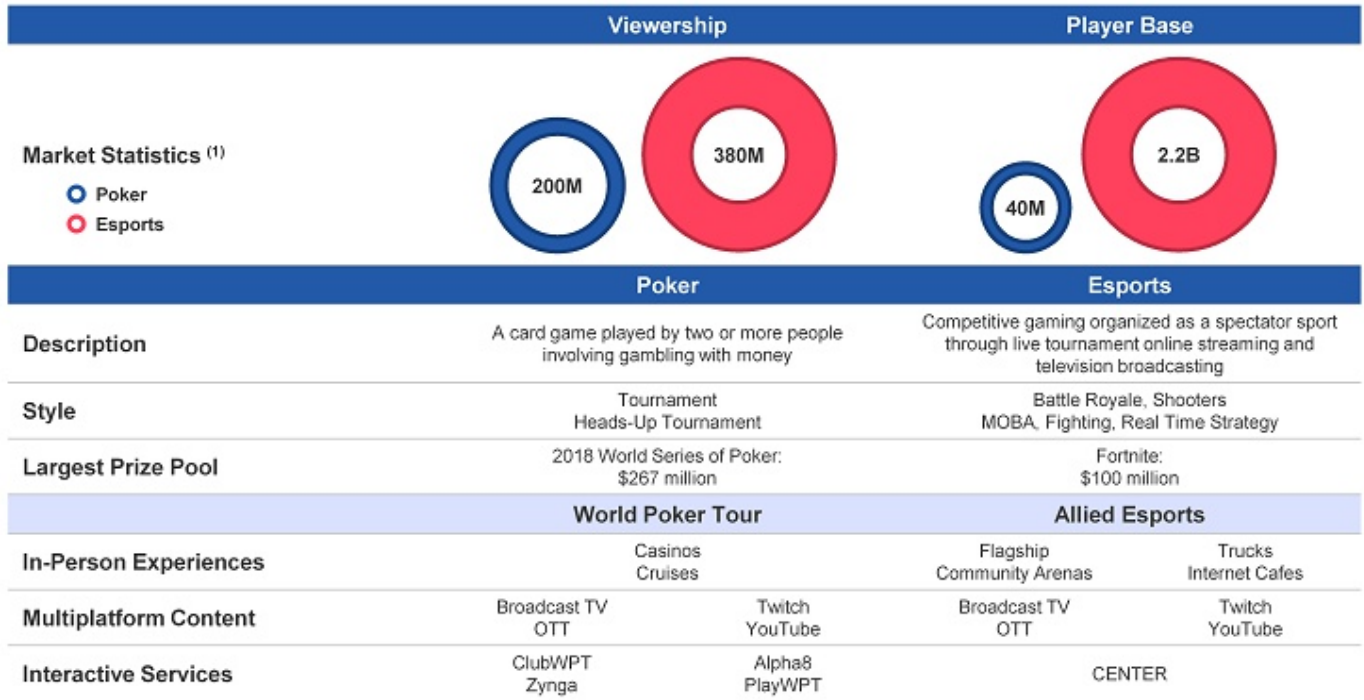 Viewership Player Base
Market Statistics (1)
Poker
Esports
200M 380M 40M 2.2B
Poker Esports
Description
A card game played by two or more people
involving gambling with money
Competitive gaming organized as a spectator sport
through live tournament online streaming and
television broadcasting
Style
Tournament
Heads-Up Tournament
Battle Royale, Shooters
MOBA, Fighting, Real Time Strategy
Largest Prize Pool
2018 World Series of Poker:
$267 million
Fortnite:
$100 million
World Poker Tour Allied Esports
In-Person Experiences
Casinos
Cruises
Flagship
Community Arenas
Trucks
Internet Cafes
Multiplatform Content
Broadcast TV
OTT
Twitch
YouTube
Broadcast TV
OTT
Twitch
YouTube
Interactive Services
ClubWPT
Zynga
Alpha8
PlayWPT
CENTER